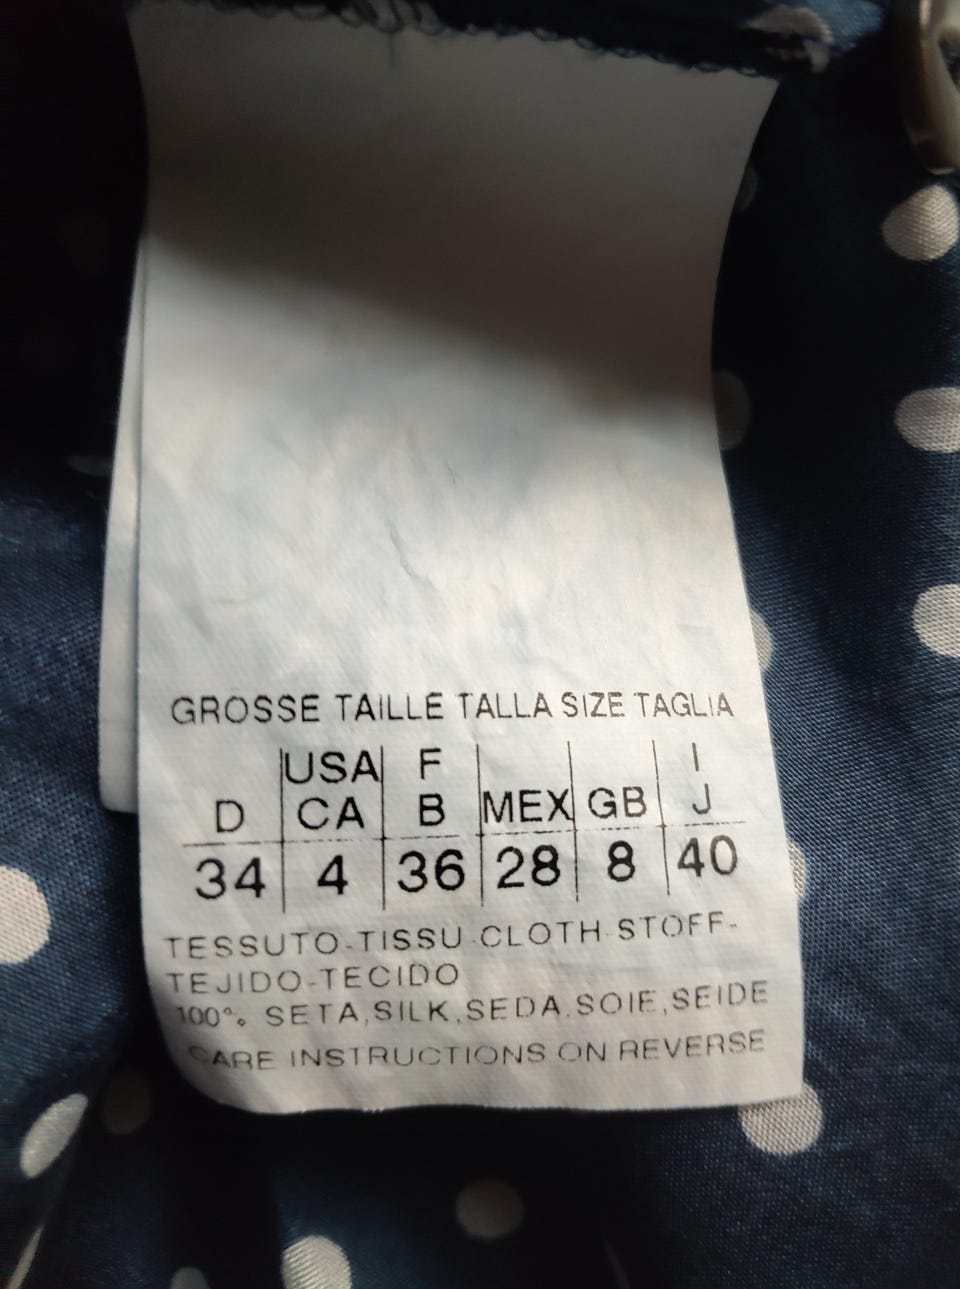 GROSSE TAILLE TALLA SIZE TAGLIA
USA F I
D CA B MEX GB J
34 4 36 28 8 40
TESSUTO-TISSU-CLOTH-STOFF-
TEJIDO-TECIDO
100% SETA,SILK,SEDA,SOIE,SEIDE
CARE INSTRUCTIONS ON REVERSE